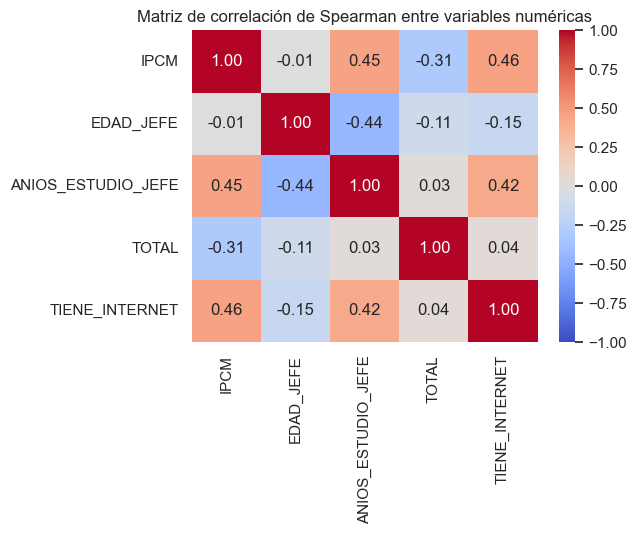 Matriz de correlación de Spearman entre variables numéricas
IPCM 1.00 -0.01 0.45 -0.31 0.46
EDAD_JEFE -0.01 1.00 -0.44 -0.11 -0.15
ANIOS_ESTUDIO_JEFE 0.45 -0.44 1.00 0.03 0.42
TOTAL -0.31 -0.11 0.03 1.00 0.04
TIENE_INTERNET 0.46 -0.15 0.42 0.04 1.00
IPCM
EDAD_JEFE
ANIOS_ESTUDIO_JEFE
TOTAL
TIENE_INTERNET
1.00
0.75
0.50
0.25
0.00
−0.25
−0.50
−0.75
−1.00